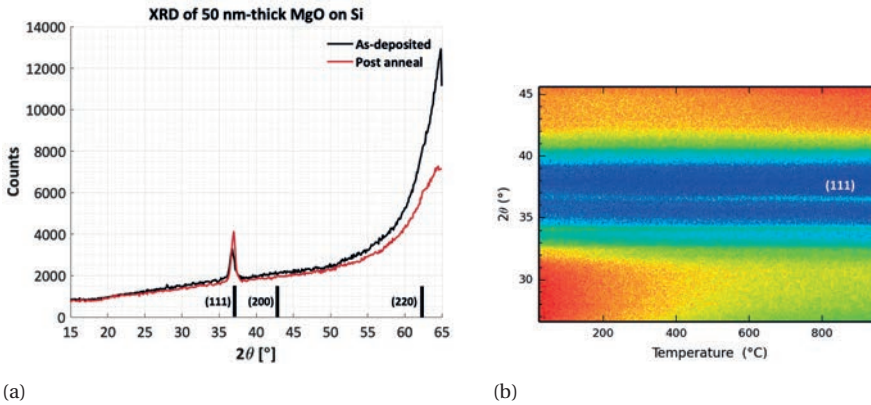 XRD of 50 nm-thick MgO on Si
14000
12000
10000
8000
6000
4000
2000
0
Counts
As-deposited
Post anneal
(111)
(200)
(220)
15 20 25 30 35 40 45 50 55 60 65
2θ [°]
(a)
45
40
35
30
2θ (°)
(111)
200 400 600 800
Temperature (°C)
(b)